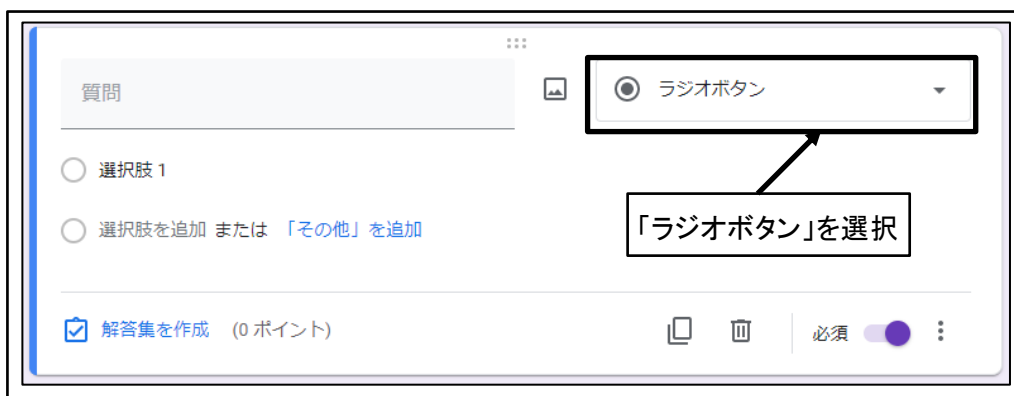 質問
ラジオボタン
選択肢 1
選択肢を追加 または 「その他」を追加
「ラジオボタン」を選択
解答集を作成 (0 ポイント)
必須